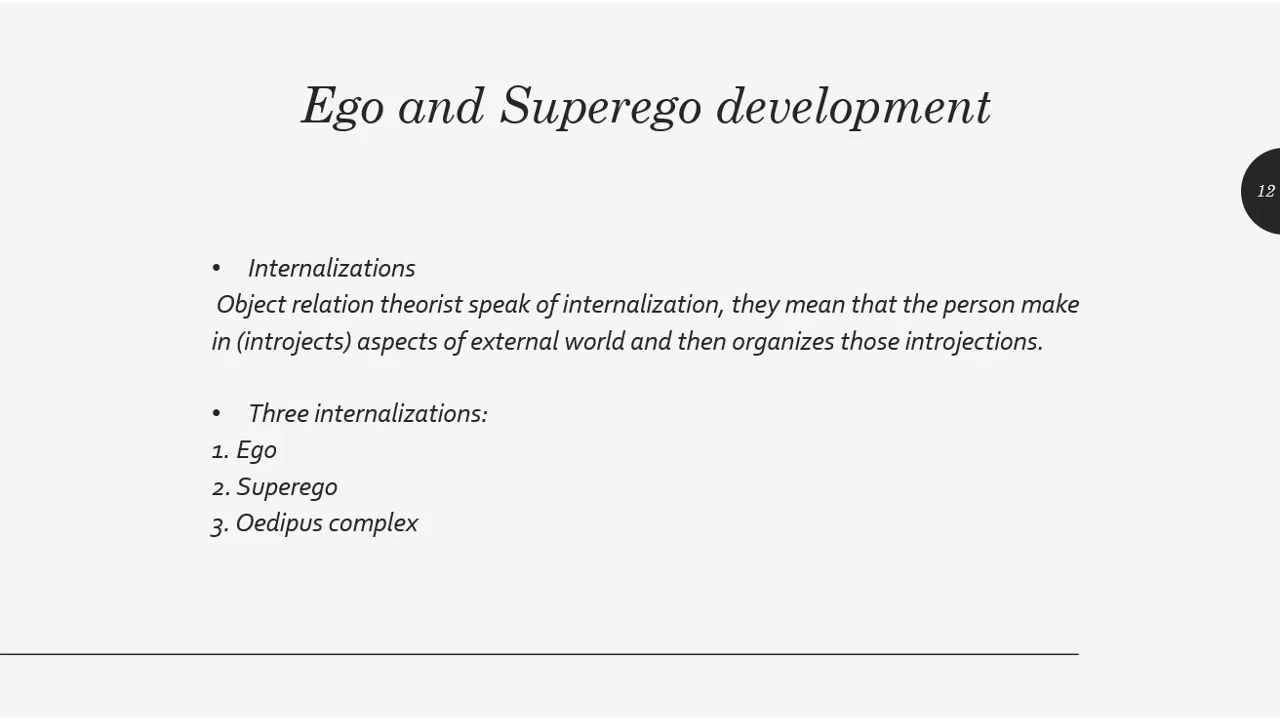 Ego and Superego development
12
• Internalizations
Object relation theorist speak of internalization, they mean that the person make
in (introjects) aspects of external world and then organizes those introjections.
• Three internalizations:
1. Ego
2. Superego
3. Oedipus complex